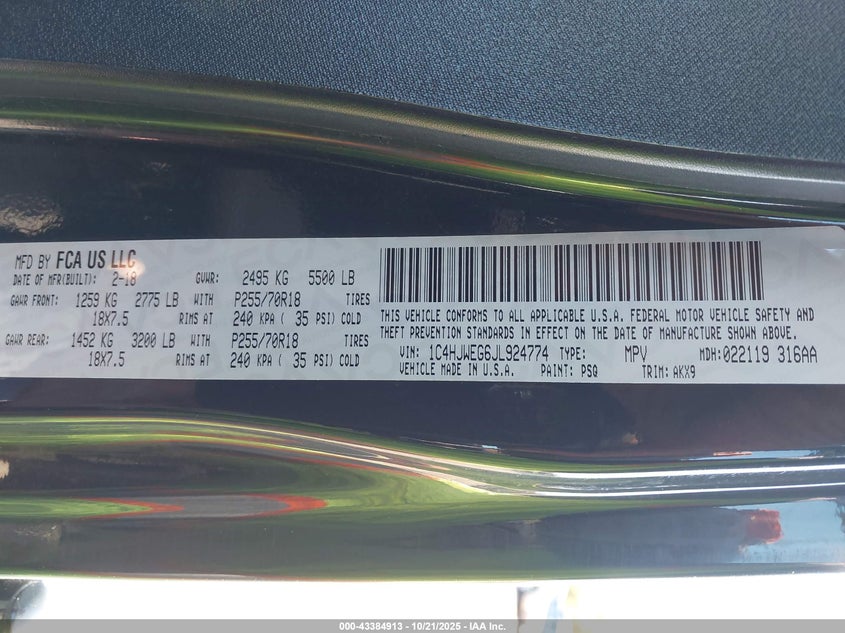 MFD BY FCA US LLC
DATE OF MFR(BUILT): 2-18 GVWR: 2495 KG 5500 LB
GAWR FRONT: 1259 KG 2775 LB WITH P255/70R18 TIRES
18X7.5 RIMS AT 240 KPA ( 35 PSI) COLD
GAWR REAR: 1452 KG 3200 LB WITH P255/70R18 TIRES
18X7.5 RIMS AT 240 KPA ( 35 PSI) COLD
THIS VEHICLE CONFORMS TO ALL APPLICABLE U.S.A. FEDERAL MOTOR VEHICLE SAFETY AND
THEFT PREVENTION STANDARDS IN EFFECT ON THE DATE OF MANUFACTURE SHOWN ABOVE.
VIN: 1C4HJWEG6JL924774 TYPE: MPV MDH: 022119 316AA
VEHICLE MADE IN U.S.A. PAINT: PSQ TRIM: AKX9
000-43384913 - 10/21/2025 - IAA Inc.